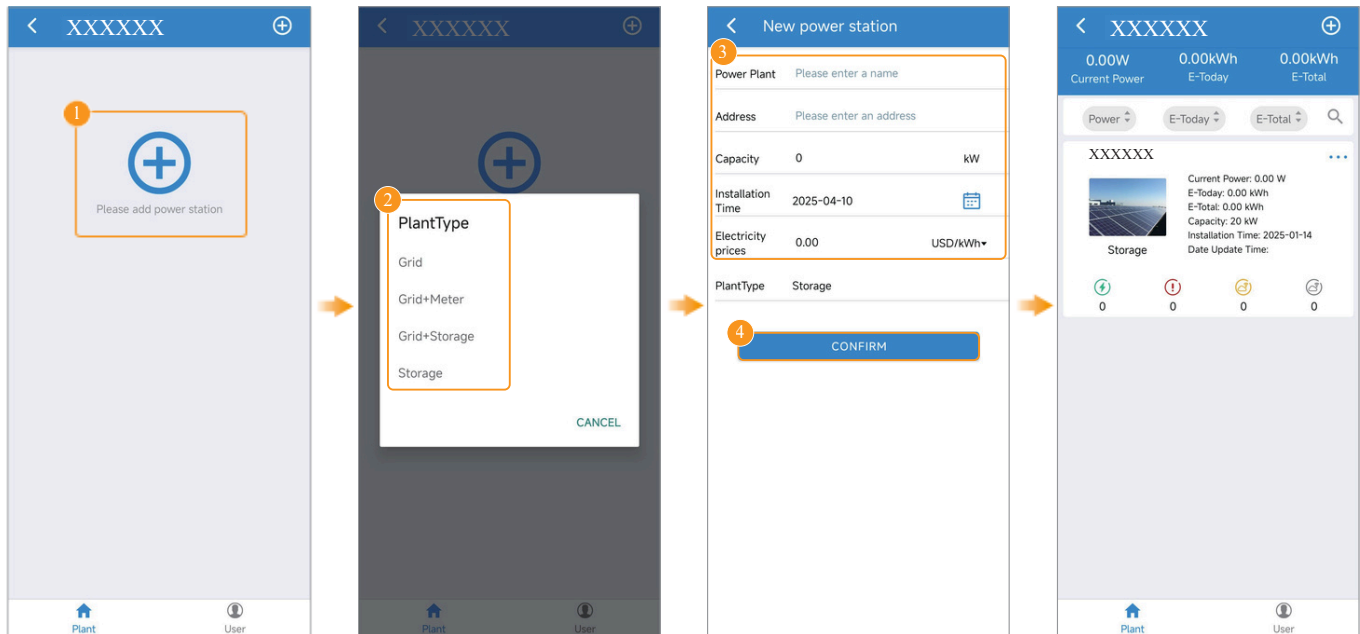 XXXXXX
1
Please add power station
Plant
User
XXXXXX
2
PlantType
Grid
Grid+Meter
Grid+Storage
Storage
CANCEL
Plant
User
New power station
3
Power Plant Please enter a name
Address Please enter an address
Capacity 0 kW
Installation
Time 2025-04-10
Electricity
prices 0.00 USD/kWh
PlantType Storage
4
CONFIRM
XXXXXX
0.00W 0.00kWh 0.00kWh
Current Power E-Today E-Total
Power E-Today E-Total
XXXXXX
Current Power: 0.00 W
E-Today: 0.00 kWh
E-Total: 0.00 kWh
Capacity: 20 kW
Installation Time: 2025-01-14
Date Update Time:
Storage
0 0 0 0
Plant
User